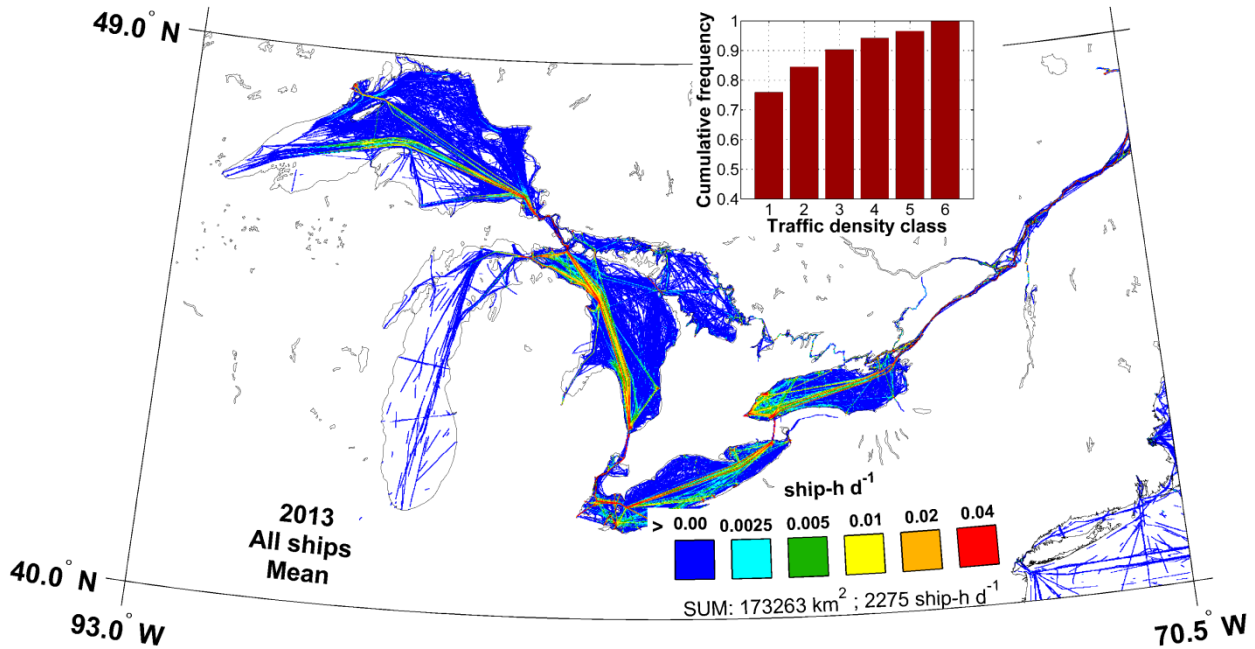 49.0° N
Cumulative frequency
1
0.9
0.8
0.7
0.6
0.5
0.4
1 2 3 4 5 6
Traffic density class
2013
All ships
Mean
ship-h d⁻¹
> 0.00 0.0025 0.005 0.01 0.02 0.04
SUM: 173263 km² ; 2275 ship-h d⁻¹
40.0° N
93.0° W
70.5° W